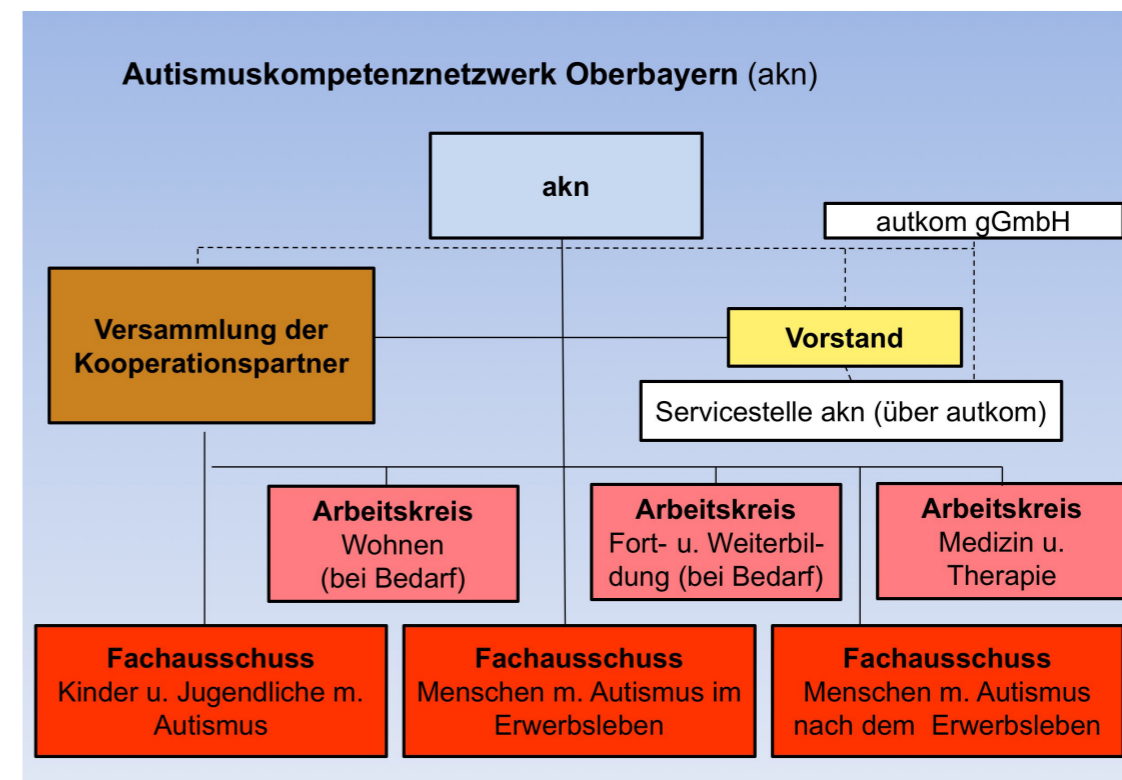 Autismuskompetenznetzwerk Oberbayern (akn)
akn
autkom gGmbH
Versammlung der
Kooperationspartner
Vorstand
Servicestelle akn (über autkom)
Arbeitskreis
Wohnen
(bei Bedarf)
Arbeitskreis
Fort- u. Weiterbil-
dung (bei Bedarf)
Arbeitskreis
Medizin u.
Therapie
Fachausschuss
Kinder u. Jugendliche m.
Autismus
Fachausschuss
Menschen m. Autismus im
Erwerbsleben
Fachausschuss
Menschen m. Autismus
nach dem Erwerbsleben